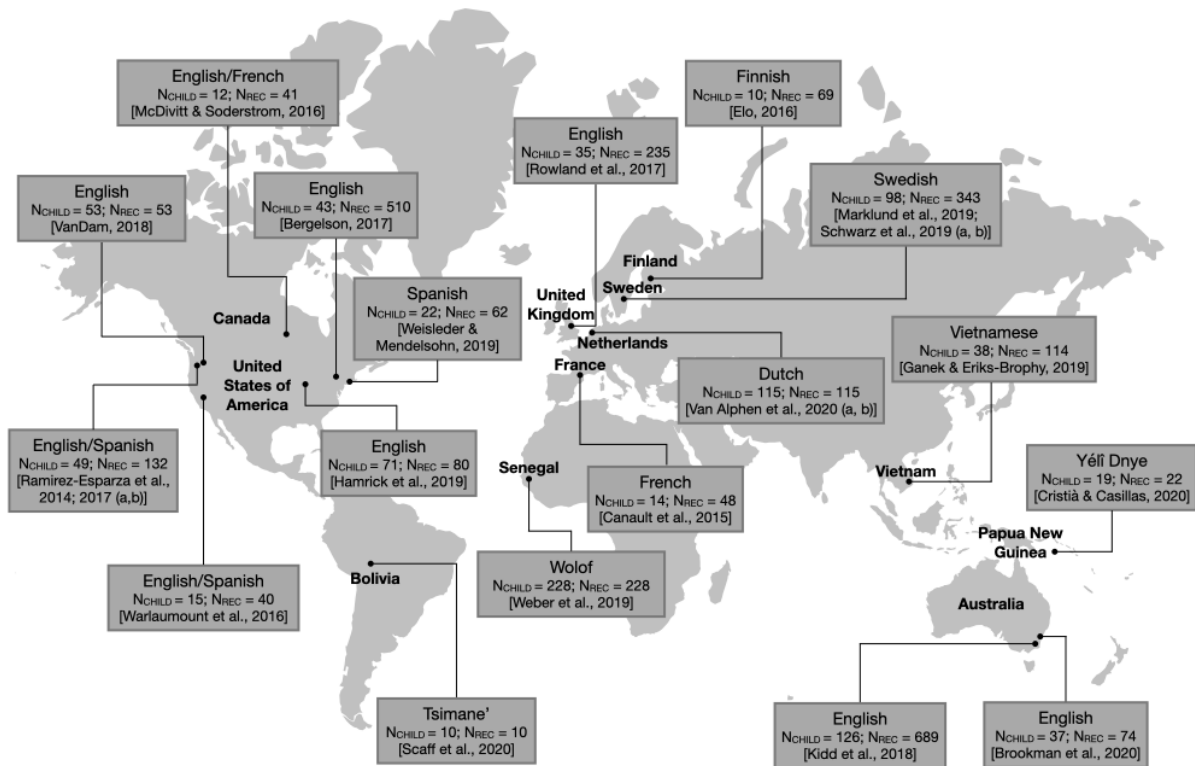 English/French
NCHILD = 12; NREC = 41
[McDivitt & Soderstrom, 2016]
Finnish
NCHILD = 10; NREC = 69
[Elo, 2016]
English
NCHILD = 35; NREC = 235
[Rowland et al., 2017]
English
NCHILD = 53; NREC = 53
[VanDam, 2018]
English
NCHILD = 43; NREC = 510
[Bergelson, 2017]
Swedish
NCHILD = 98; NREC = 343
[Marklund et al., 2019;
Schwarz et al., 2019 (a, b)]
Finland
Sweden
Spanish
NCHILD = 22; NREC = 62
[Weisleder &
Mendelsohn, 2019]
United
Kingdom
Canada
Netherlands
Vietnamese
NCHILD = 38; NREC = 114
[Ganek & Eriks-Brophy, 2019]
United
States of
America
France
Dutch
NCHILD = 115; NREC = 115
[Van Alphen et al., 2020 (a, b)]
English/Spanish
NCHILD = 49; NREC = 132
[Ramirez-Esparza et al.,
2014; 2017 (a,b)]
English
NCHILD = 71; NREC = 80
[Hamrick et al., 2019]
Senegal
French
NCHILD = 14; NREC = 48
[Canault et al., 2015]
Vietnam
Yélî Dnye
NCHILD = 19; NREC = 22
[Cristià & Casillas, 2020]
Papua New
Guinea
English/Spanish
NCHILD = 15; NREC = 40
[Warlaumount et al., 2016]
Bolivia
Wolof
NCHILD = 228; NREC = 228
[Weber et al., 2019]
Australia
Tsimane'
NCHILD = 10; NREC = 10
[Scaff et al., 2020]
English
NCHILD = 126; NREC = 689
[Kidd et al., 2018]
English
NCHILD = 37; NREC = 74
[Brookman et al., 2020]